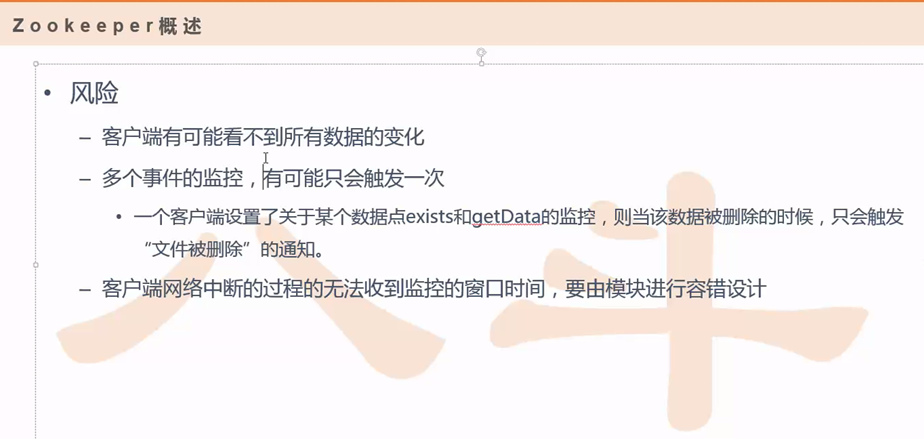 Zookeeper概述
• 风险
– 客户端有可能看不到所有数据的变化
– 多个事件的监控，有可能只会触发一次
• 一个客户端设置了关于某个数据点exists和getData的监控，则当该数据被删除的时候，只会触发
“文件被删除”的通知。
– 客户端网络中断的过程的无法收到监控的窗口时间，要由模块进行容错设计
八斗